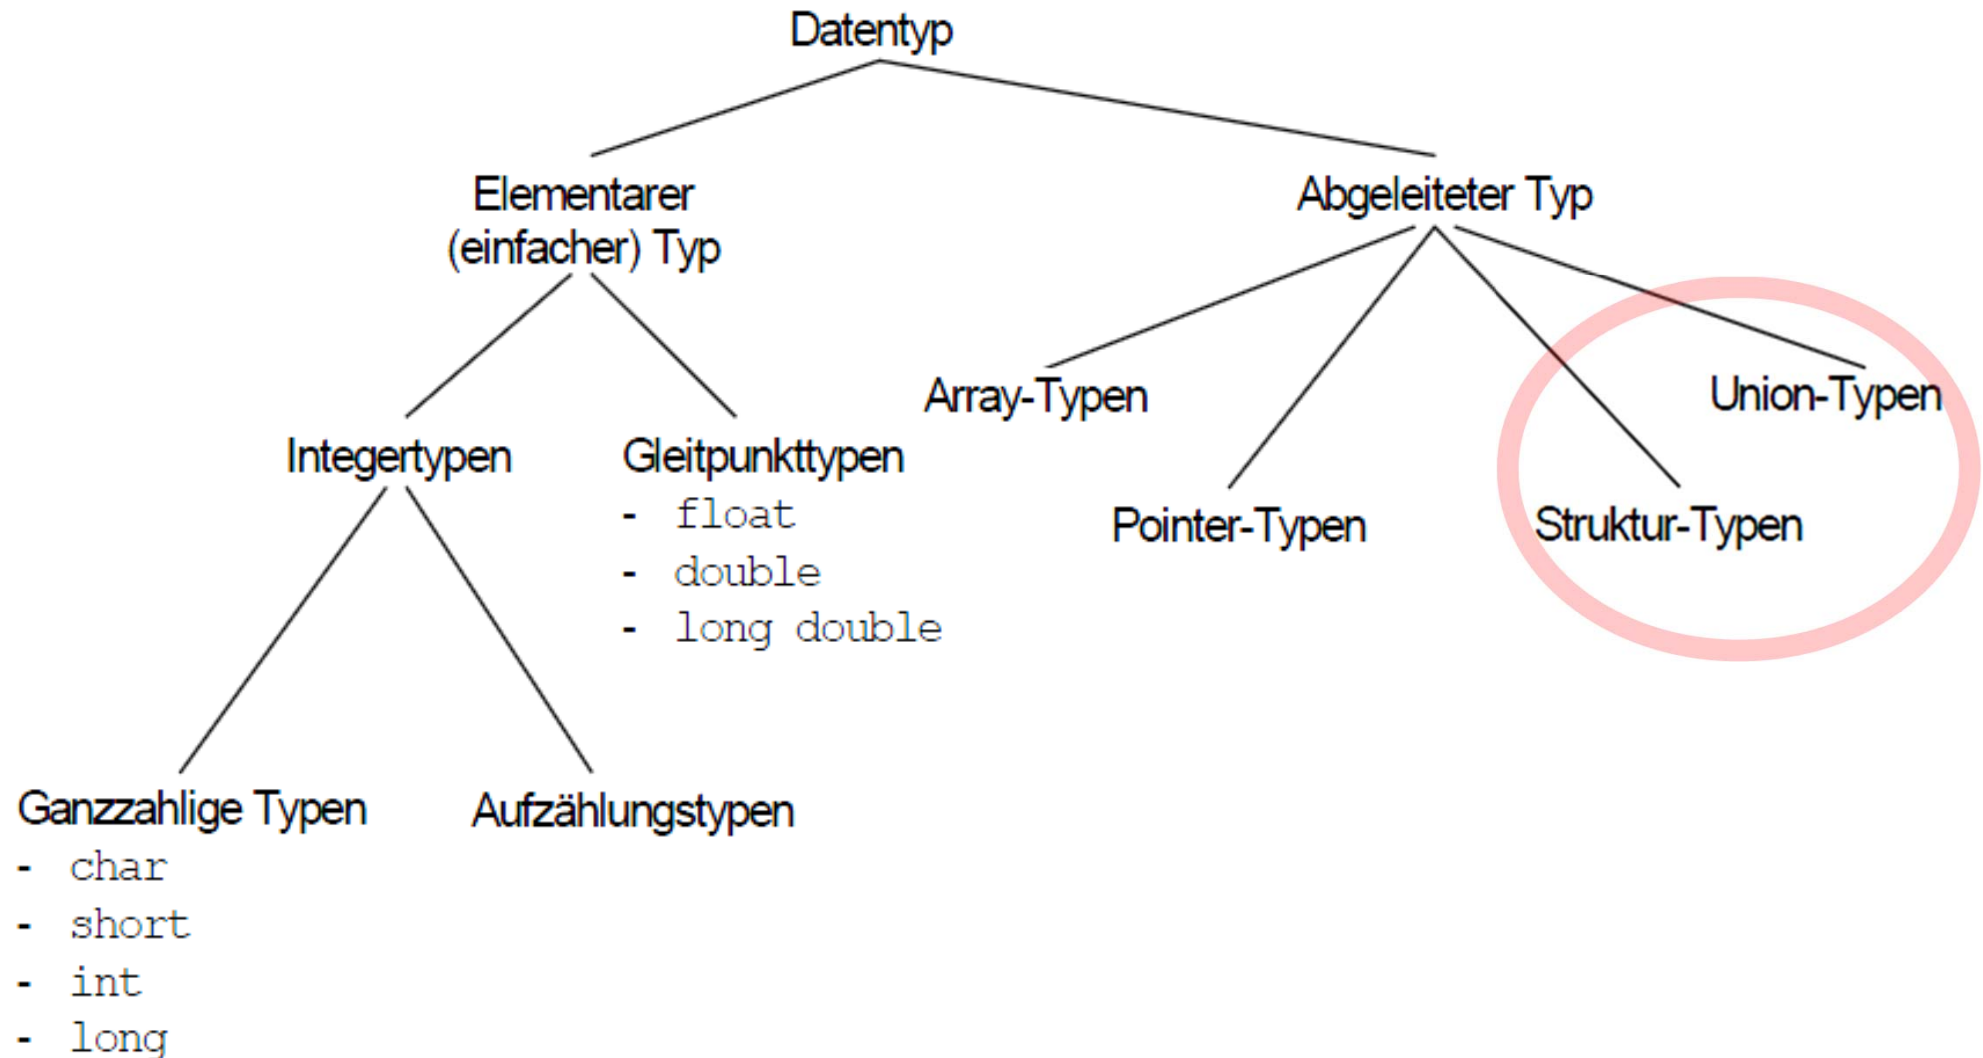 Datentyp
Elementarer
(einfacher) Typ
Abgeleiteter Typ
Array-Typen
Union-Typen
Integertypen
Gleitpunkttypen
- float
- double
- long double
Pointer-Typen
Struktur-Typen
Ganzzahlige Typen
- char
- short
- int
- long
Aufzählungstypen